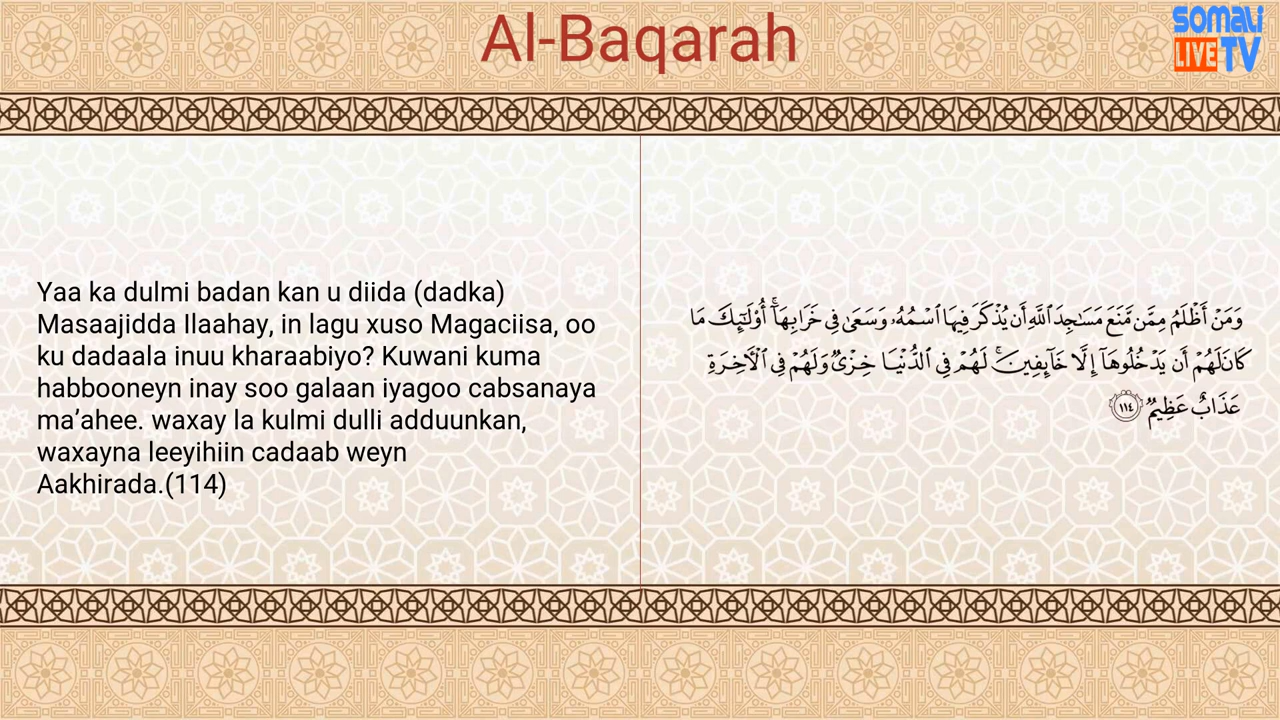 Al-Baqarah
SOMALI
LIVE TV
Yaa ka dulmi badan kan u diida (dadka)
Masaajidda Ilaahay, in lagu xuso Magaciisa, oo
ku dadaala inuu kharaabiyo? Kuwani kuma
habbooneyn inay soo galaan iyagoo cabsanaya
ma’ahee. waxay la kulmi dulli adduunkan,
waxayna leeyihiin cadaab weyn
Aakhirada.(114)
وَمَنْ أَظْلَمُ مِمَّن مَّنَعَ مَسَـٰجِدَ ٱللَّهِ أَن يُذْكَرَ فِيهَا ٱسْمُهُۥ وَسَعَىٰ فِى خَرَابِهَآ ۚ أُو۟لَـٰٓئِكَ مَا
كَانَ لَهُمْ أَن يَدْخُلُوهَآ إِلَّا خَآئِفِينَ ۚ لَهُمْ فِى ٱلدُّنْيَا خِزْىٌ وَلَهُمْ فِى ٱلْـَٔاخِرَةِ
عَذَابٌ عَظِيمٌ ١١٤